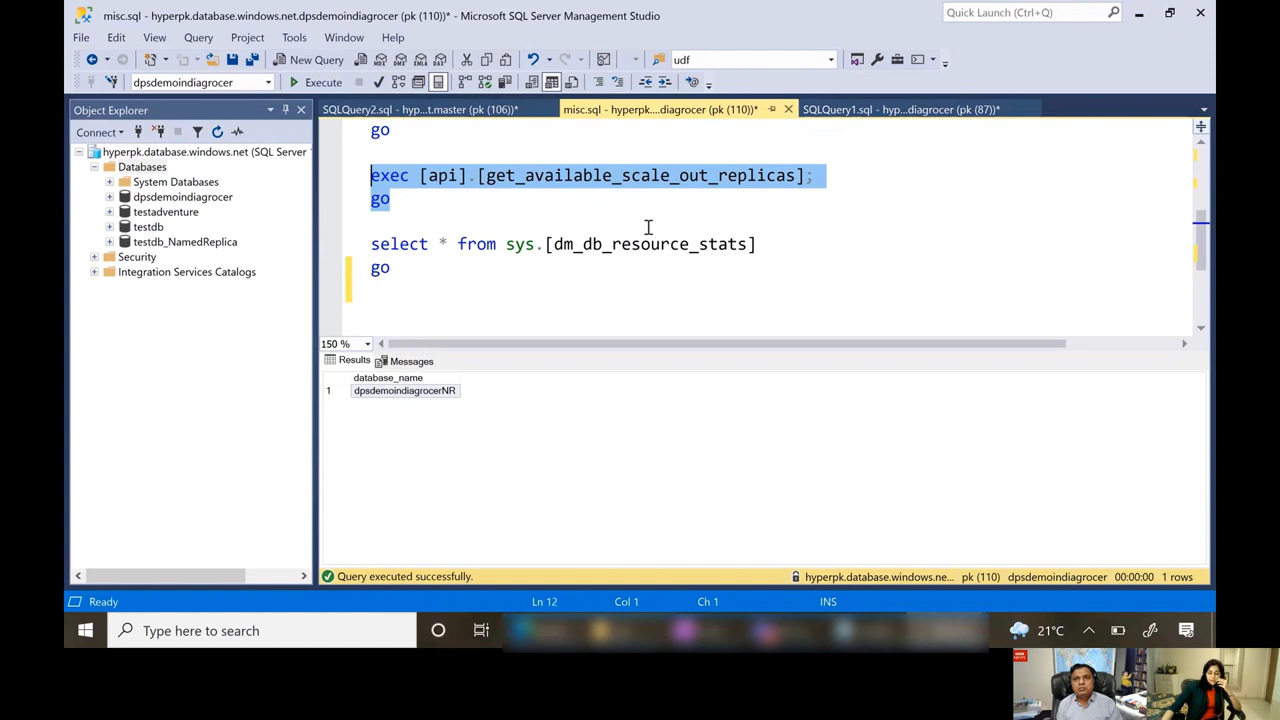 misc.sql - hyperpk.database.windows.net.dpsdemoindiagrocer (pk (110))* - Microsoft SQL Server Management Studio
Quick Launch (Ctrl+Q)
File Edit View Query Project Tools Window Help
New Query
udf
dpsdemoindiagrocer
Execute
Object Explorer
SQLQuery2.sql - hyp...t.master (pk (106))*
misc.sql - hyperpk....diagrocer (pk (110))*
SQLQuery1.sql - hyp...diagrocer (pk (87))*
Connect
hyperpk.database.windows.net (SQL Server
Databases
System Databases
dpsdemoindiagrocer
testadventure
testdb
testdb_NamedReplica
Security
Integration Services Catalogs
go
exec [api].[get_available_scale_out_replicas];
go
select * from sys.[dm_db_resource_stats]
go
150 %
Results Messages
database_name
1 dpsdemoindiagrocerNR
Query executed successfully.
hyperpk.database.windows.ne... pk (110) dpsdemoindiagrocer 00:00:00 1 rows
Ready
Ln 12 Col 1 Ch 1 INS
Type here to search
21°C
NEWS